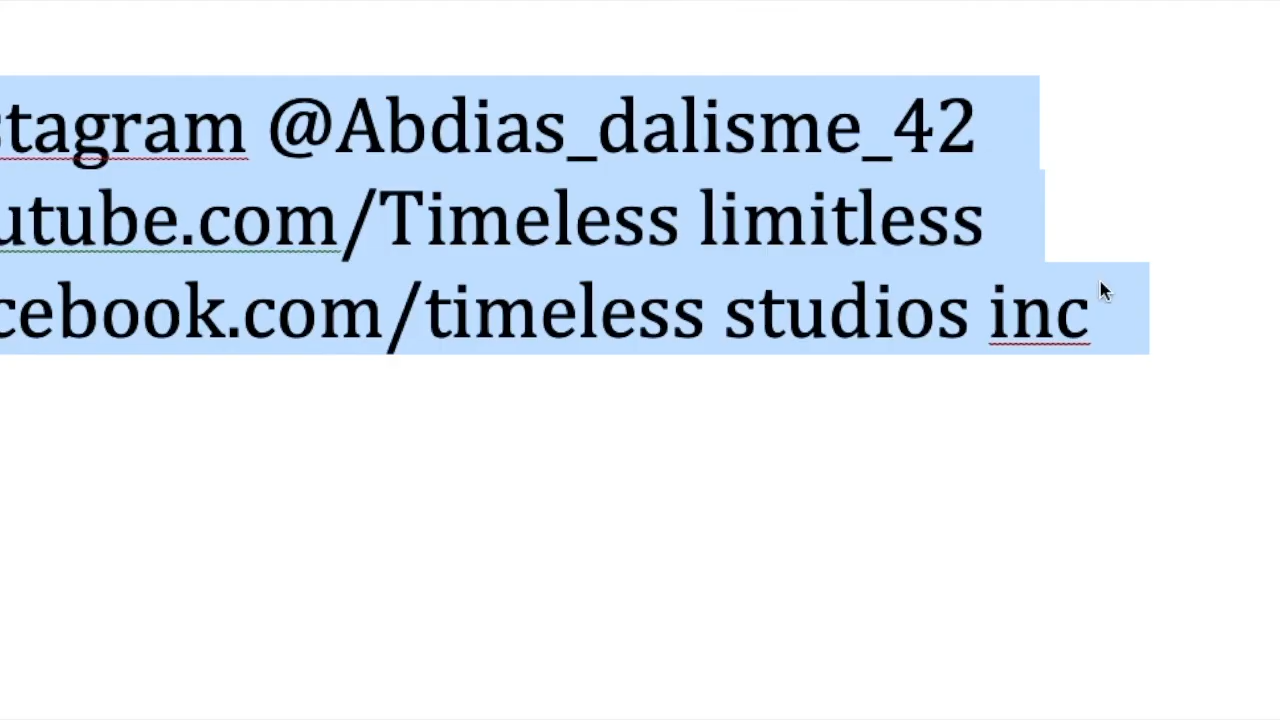 stagram @Abdias_dalisme_42
utube.com/Timeless limitless
cebook.com/timeless studios inc